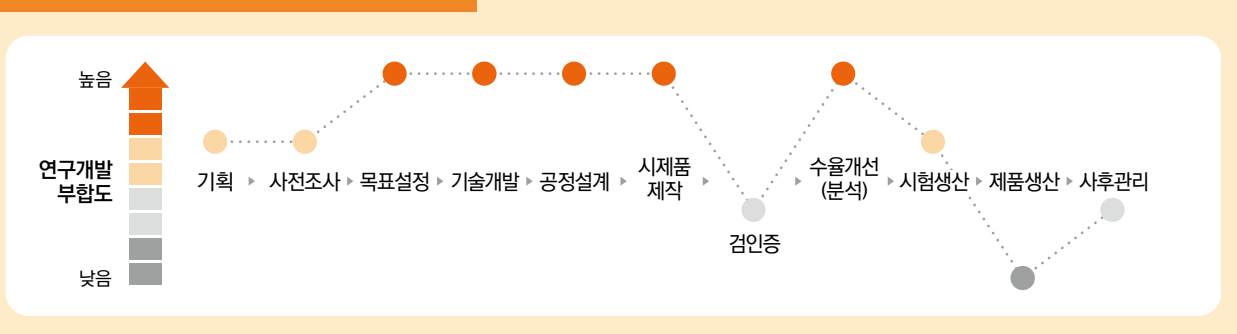 높음
연구개발
부합도
낮음
기획
사전조사
목표설정
기술개발
공정설계
시제품
제작
검인증
수율개선
(분석)
시험생산
제품생산
사후관리